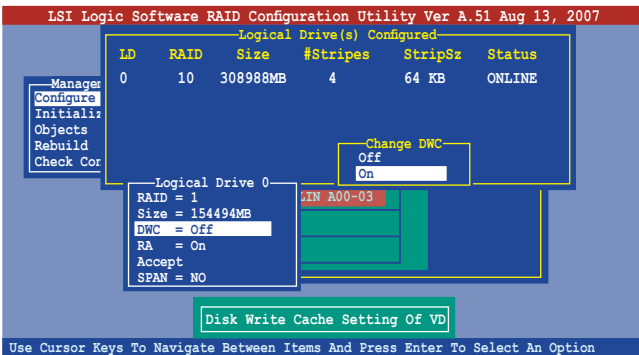 LSI Logic Software RAID Configuration Utility Ver A.51 Aug 13, 2007
Logical Drive(s) Configured
LD RAID Size #Stripes StripSz Status
0 10 308988MB 4 64 KB ONLINE
Manager
Configure
Initializ
Objects
Rebuild
Check Con
Change DWC
Off
On
Logical Drive 0
RAID = 1
Size = 154494MB
DWC = Off
RA = On
Accept
SPAN = NO
LIN A00-03
Disk Write Cache Setting Of VD
Use Cursor Keys To Navigate Between Items And Press Enter To Select An Option